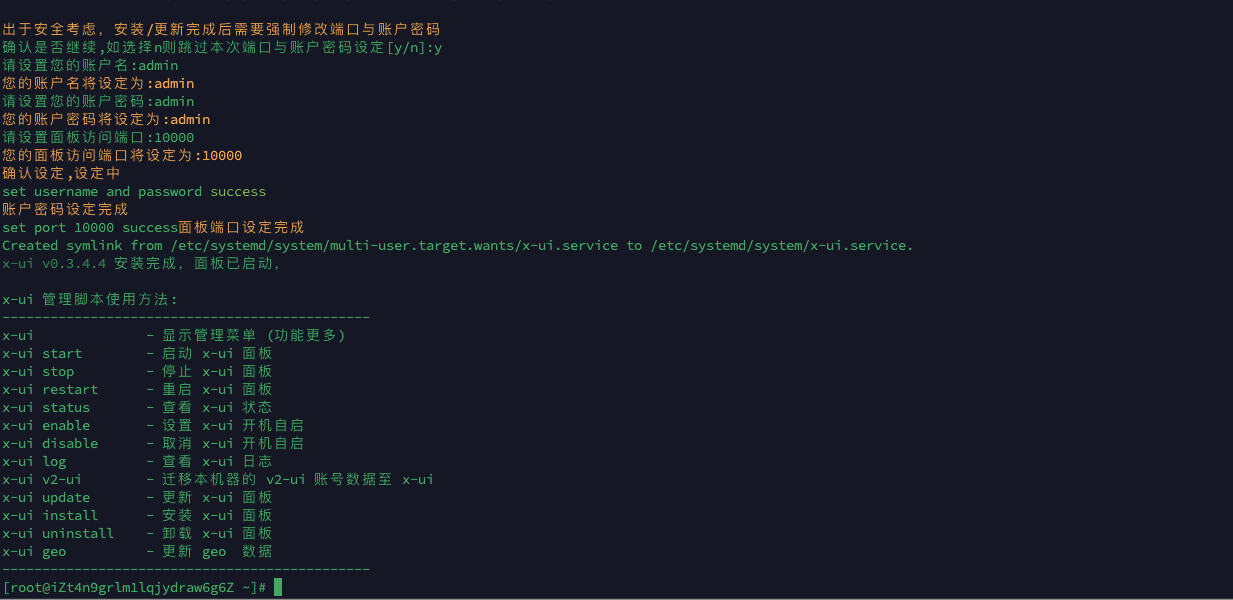 出于安全考虑，安装/更新完成后需要强制修改端口与账户密码
确认是否继续,如选择n则跳过本次端口与账户密码设定[y/n]:y
请设置您的账户名:admin
您的账户名将设定为:admin
请设置您的账户密码:admin
您的账户密码将设定为:admin
请设置面板访问端口:10000
您的面板访问端口将设定为:10000
确认设定,设定中
set username and password success
账户密码设定完成
set port 10000 success面板端口设定完成
Created symlink from /etc/systemd/system/multi-user.target.wants/x-ui.service to /etc/systemd/system/x-ui.service.
x-ui v0.3.4.4 安装完成，面板已启动，
x-ui 管理脚本使用方法:
----------------------------------------------
x-ui              - 显示管理菜单 (功能更多)
x-ui start        - 启动 x-ui 面板
x-ui stop         - 停止 x-ui 面板
x-ui restart      - 重启 x-ui 面板
x-ui status       - 查看 x-ui 状态
x-ui enable       - 设置 x-ui 开机自启
x-ui disable      - 取消 x-ui 开机自启
x-ui log          - 查看 x-ui 日志
x-ui v2-ui        - 迁移本机器的 v2-ui 账号数据至 x-ui
x-ui update       - 更新 x-ui 面板
x-ui install      - 安装 x-ui 面板
x-ui uninstall    - 卸载 x-ui 面板
x-ui geo          - 更新 geo  数据
----------------------------------------------
[root@iZt4n9grlm1lqjydraw6g6Z ~]#